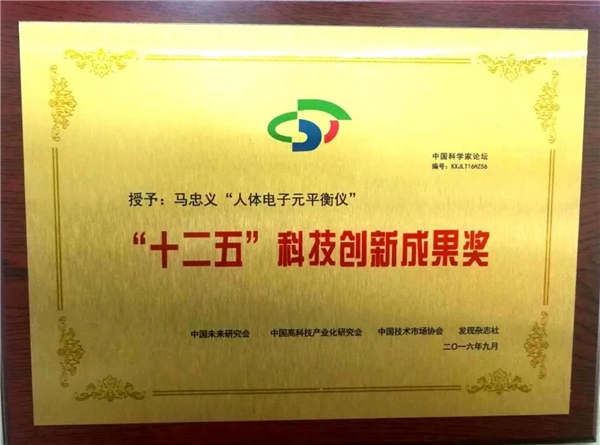 中国科学家论坛
编号：KXJLT16HZ56
授予：马忠义“人体电子元平衡仪”
“十二五”科技创新成果奖
中国未来研究会 中国高科技产业化研究会 中国技术市场协会 发现杂志社
二〇一六年九月